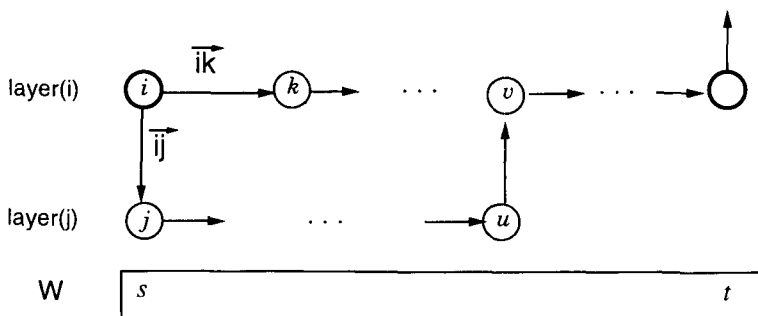 ik
layer(i) i k . . . v . . .
ij
layer(j) j . . . u
W s t